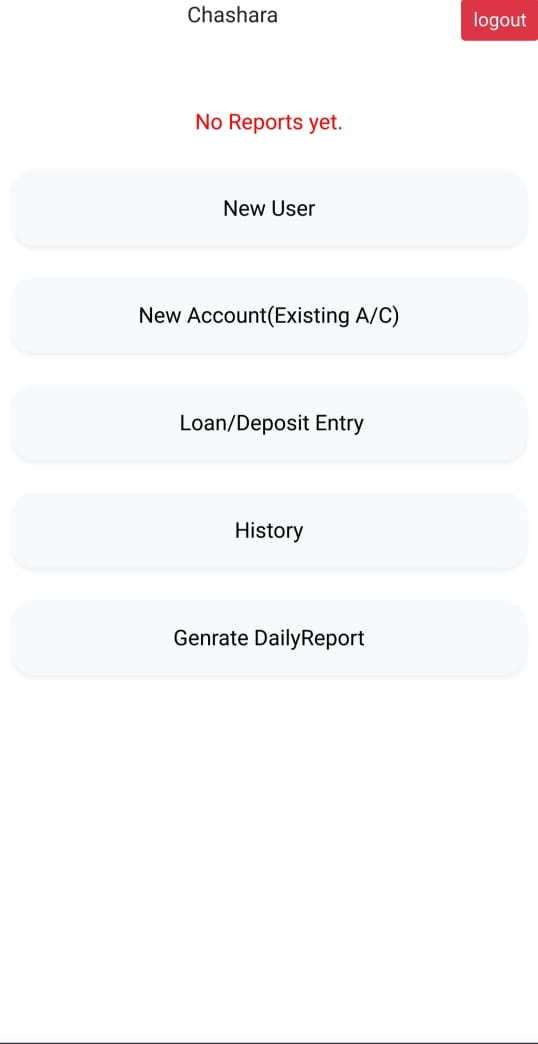 Chashara
logout
No Reports yet.
New User
New Account(Existing A/C)
Loan/Deposit Entry
History
Genrate DailyReport